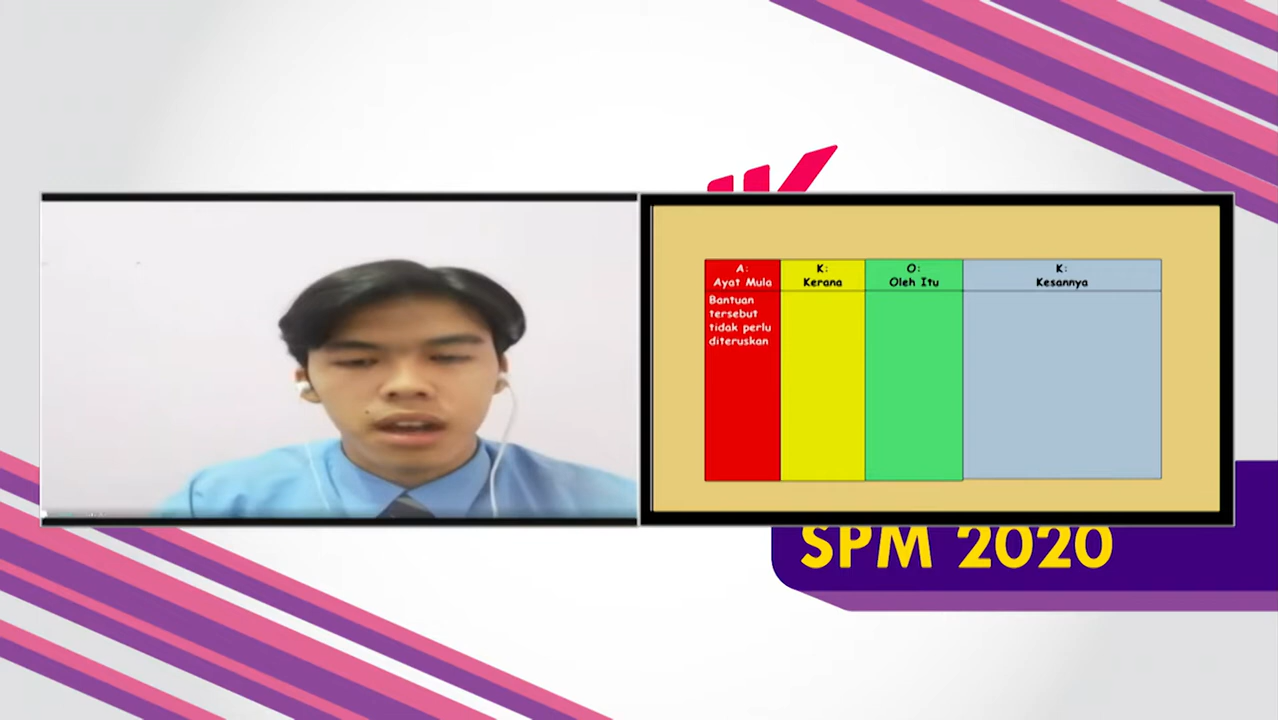 A:
Ayat Mula
K:
Kerana
O:
Oleh Itu
K:
Kesannya
Bantuan
tersebut
tidak perlu
diteruskan
SPM 2020